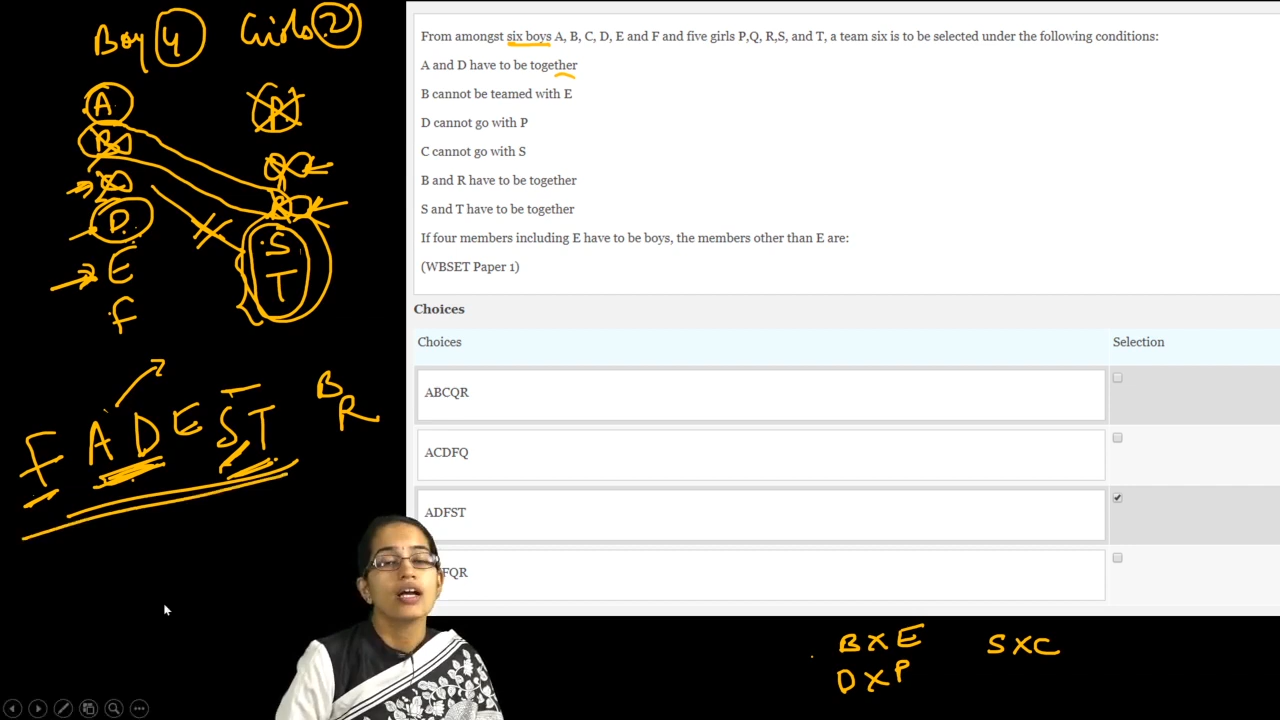 Boy 4 Girls 2
A
P
B
Q
C
R
D
S
E
T
F
F A D E S T
B R
From amongst six boys A, B, C, D, E and F and five girls P,Q, R,S, and T, a team six is to be selected under the following conditions:
A and D have to be together
B cannot be teamed with E
D cannot go with P
C cannot go with S
B and R have to be together
S and T have to be together
If four members including E have to be boys, the members other than E are:
(WBSET Paper 1)
Choices
Choices Selection
ABCQR
ACDFQ
ADFST
FQR
B X E S X C
D X P